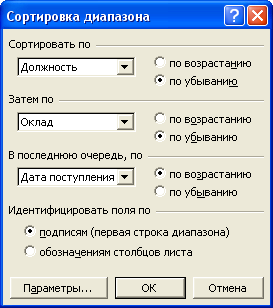 Сортировка диапазона
Сортировать по
Должность
по возрастанию
по убыванию
Затем по
Оклад
по возрастанию
по убыванию
В последнюю очередь, по
Дата поступления
по возрастанию
по убыванию
Идентифицировать поля по
подписям (первая строка диапазона)
обозначениям столбцов листа
Параметры... ОК Отмена